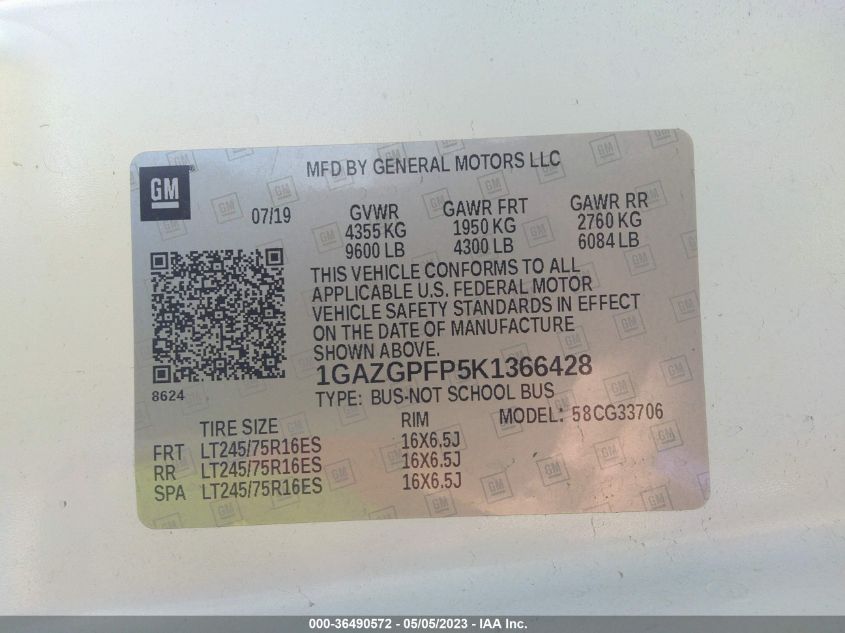 MFD BY GENERAL MOTORS LLC
GM
07/19
GVWR GAWR FRT GAWR RR
4355 KG 1950 KG 2760 KG
9600 LB 4300 LB 6084 LB
THIS VEHICLE CONFORMS TO ALL
APPLICABLE U.S. FEDERAL MOTOR
VEHICLE SAFETY STANDARDS IN EFFECT
ON THE DATE OF MANUFACTURE
SHOWN ABOVE.
1GAZGPFP5K1366428
8624
TYPE: BUS-NOT SCHOOL BUS
MODEL: 58CG33706
TIRE SIZE RIM
FRT LT245/75R16ES 16X6.5J
RR LT245/75R16ES 16X6.5J
SPA LT245/75R16ES 16X6.5J
000-36490572 - 05/05/2023 - IAA Inc.